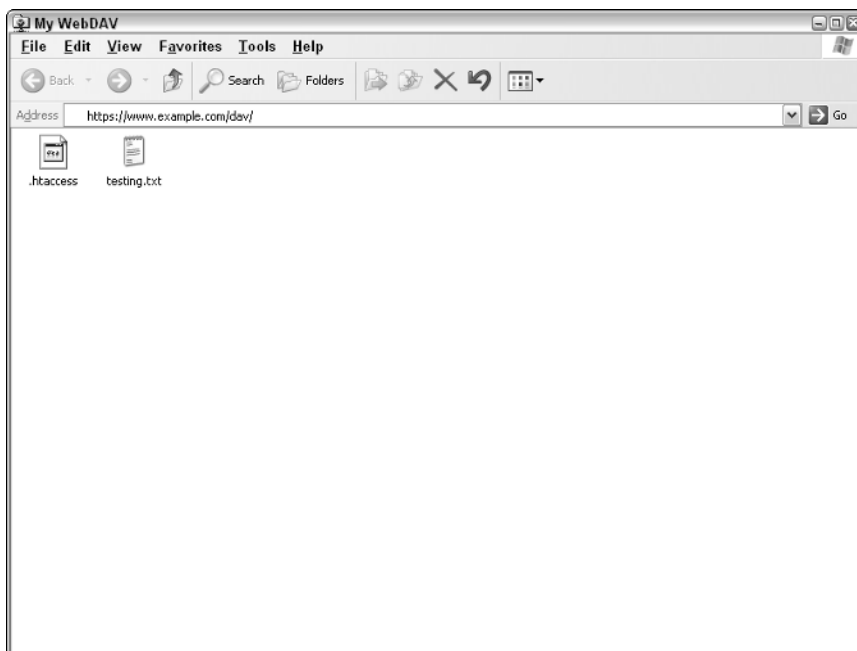 My WebDAV
File Edit View Favorites Tools Help
Back Search Folders
Address https://www.example.com/dav/ Go
.htaccess testing.txt